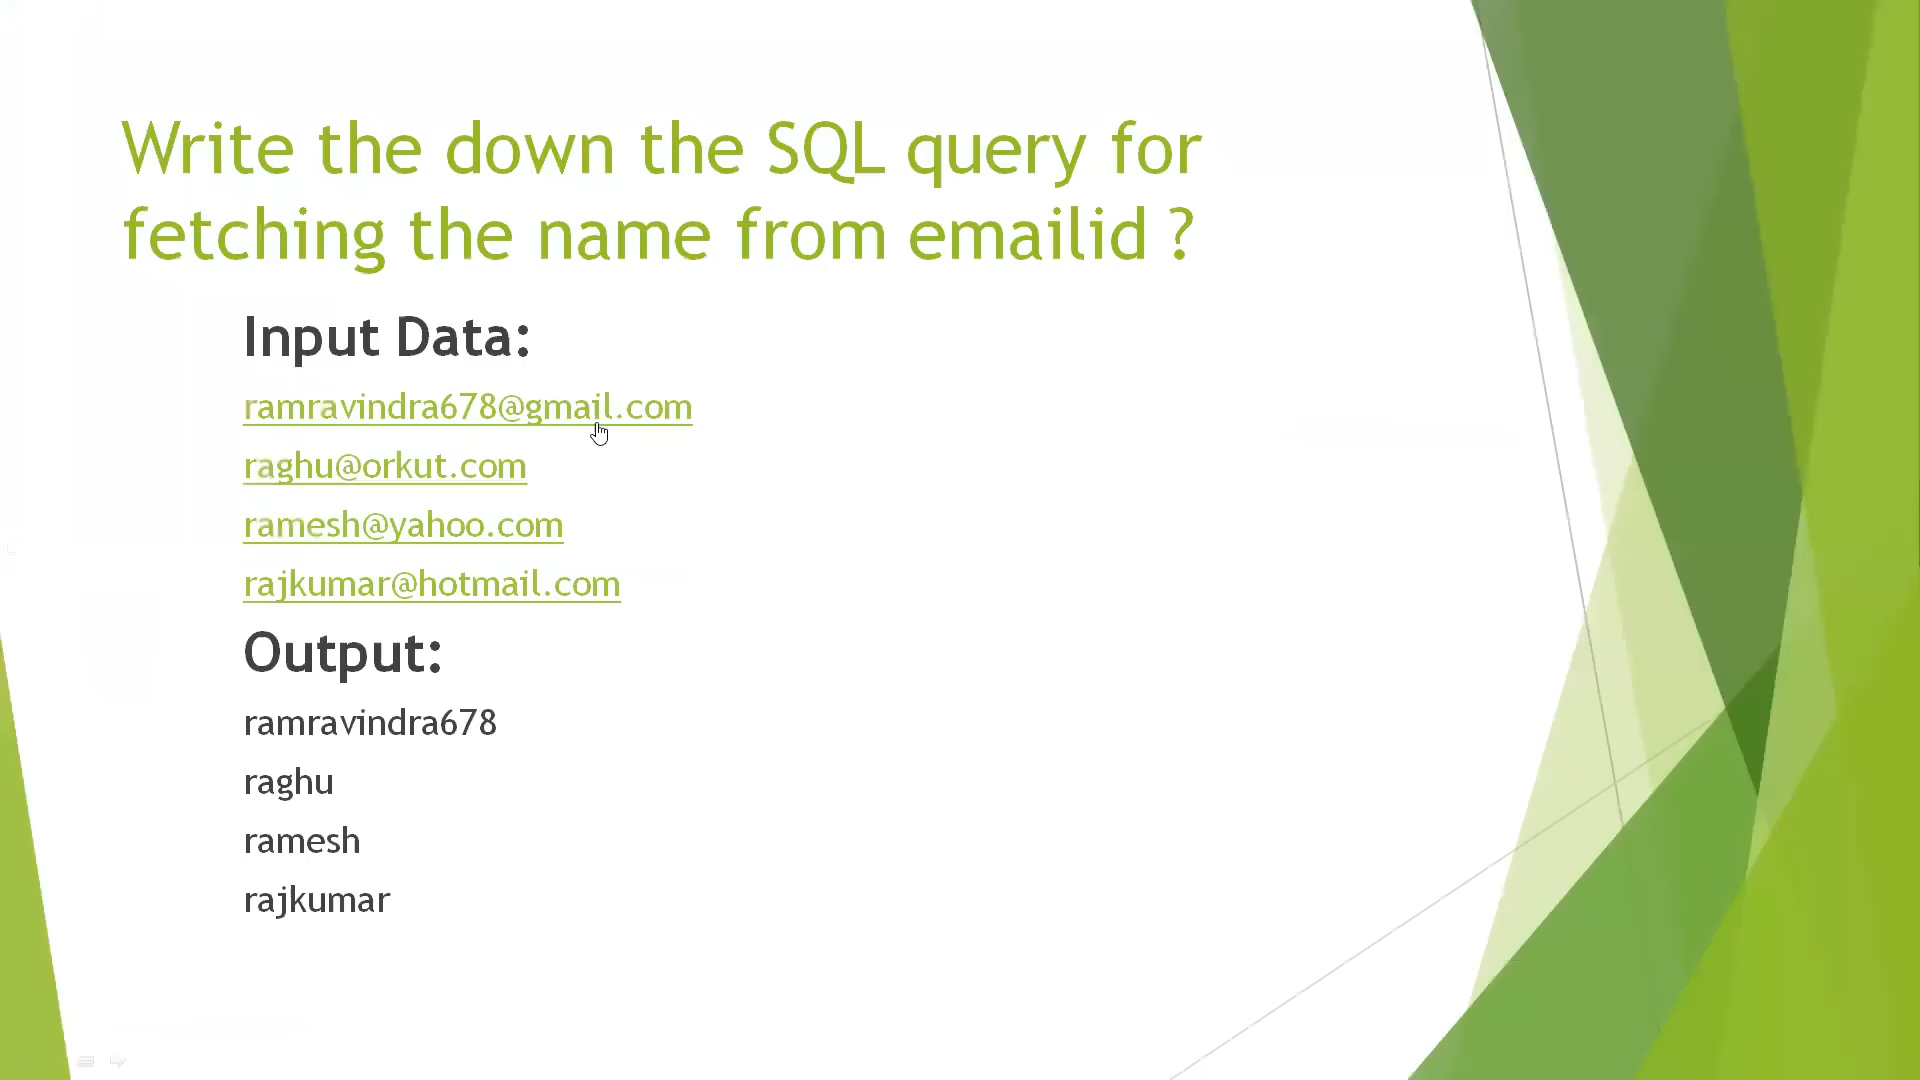 Write the down the SQL query for
fetching the name from emailid ?
Input Data:
ramravindra678@gmail.com
raghu@orkut.com
ramesh@yahoo.com
rajkumar@hotmail.com
Output:
ramravindra678
raghu
ramesh
rajkumar